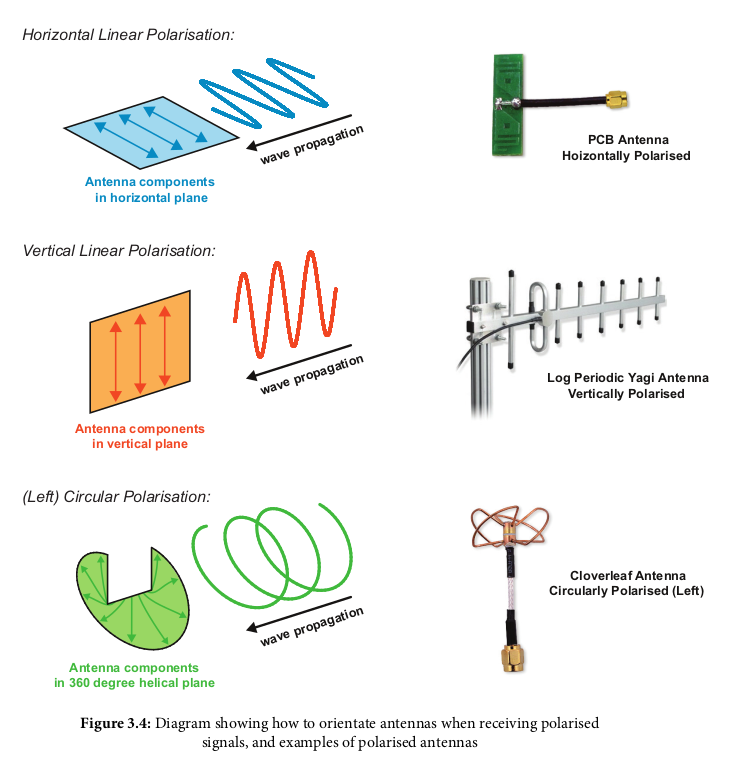 Horizontal Linear Polarisation:
wave propagation
Antenna components
in horizontal plane
PCB Antenna
Hoizontally Polarised
Vertical Linear Polarisation:
wave propagation
Antenna components
in vertical plane
Log Periodic Yagi Antenna
Vertically Polarised
(Left) Circular Polarisation:
wave propagation
Antenna components
in 360 degree helical plane
Cloverleaf Antenna
Circularly Polarised (Left)
Figure 3.4: Diagram showing how to orientate antennas when receiving polarised
signals, and examples of polarised antennas